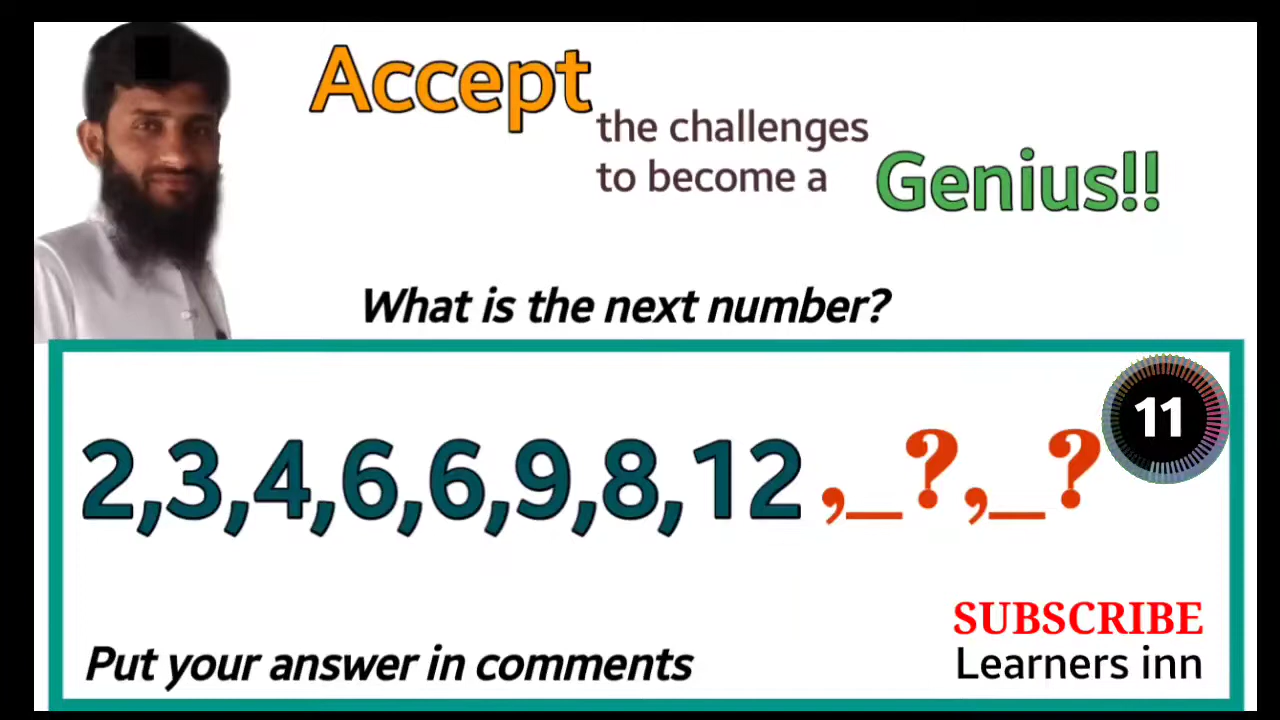 Accept
the challenges
to become a
Genius!!
What is the next number?
11
2,3,4,6,6,9,8,12,_?,_?
SUBSCRIBE
Put your answer in comments
Learners inn